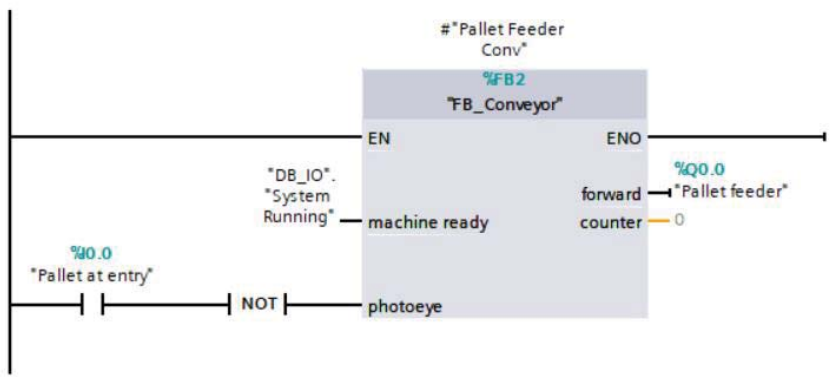 #"Pallet Feeder
Conv"
%FB2
"FB_Conveyor"
EN
ENO
"DB_IO".
"System
Running"
machine ready
forward
%Q0.0
"Pallet feeder"
counter
0
%I0.0
"Pallet at entry"
NOT
photoeye